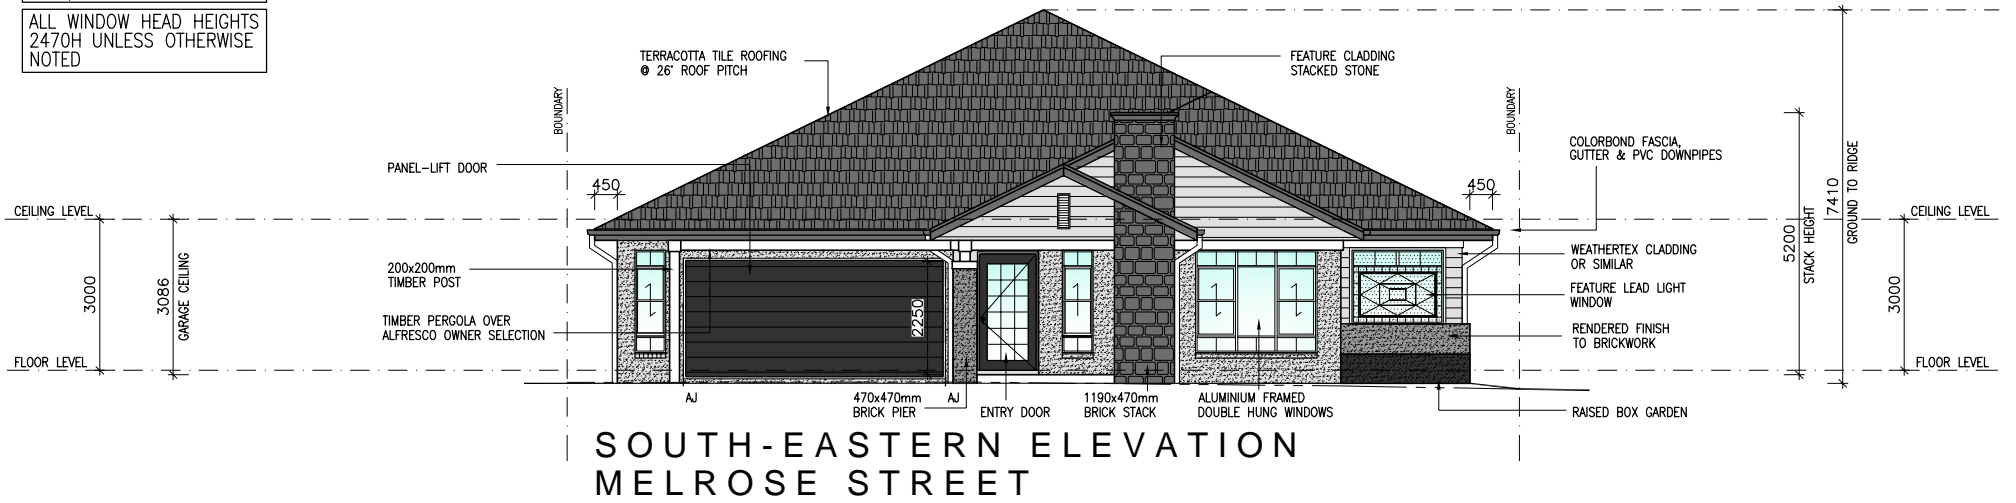 ALL WINDOW HEAD HEIGHTS
2470H UNLESS OTHERWISE
NOTED
TERRACOTTA TILE ROOFING
@ 26° ROOF PITCH
FEATURE CLADDING
STACKED STONE
BOUNDARY
BOUNDARY
PANEL-LIFT DOOR
COLORBOND FASCIA,
GUTTER & PVC DOWNPIPES
450
450
7410
GROUND TO RIDGE
5200
STACK HEIGHT
CEILING LEVEL
CEILING LEVEL
3000
3086
GARAGE CEILING
200x200mm
TIMBER POST
WEATHERTEX CLADDING
OR SIMILAR
FEATURE LEAD LIGHT
WINDOW
3000
TIMBER PERGOLA OVER
ALFRESCO OWNER SELECTION
2250
RENDERED FINISH
TO BRICKWORK
FLOOR LEVEL
FLOOR LEVEL
AJ
470x470mm
BRICK PIER
AJ
ENTRY DOOR
1190x470mm
BRICK STACK
ALUMINIUM FRAMED
DOUBLE HUNG WINDOWS
RAISED BOX GARDEN
SOUTH-EASTERN ELEVATION
MELROSE STREET